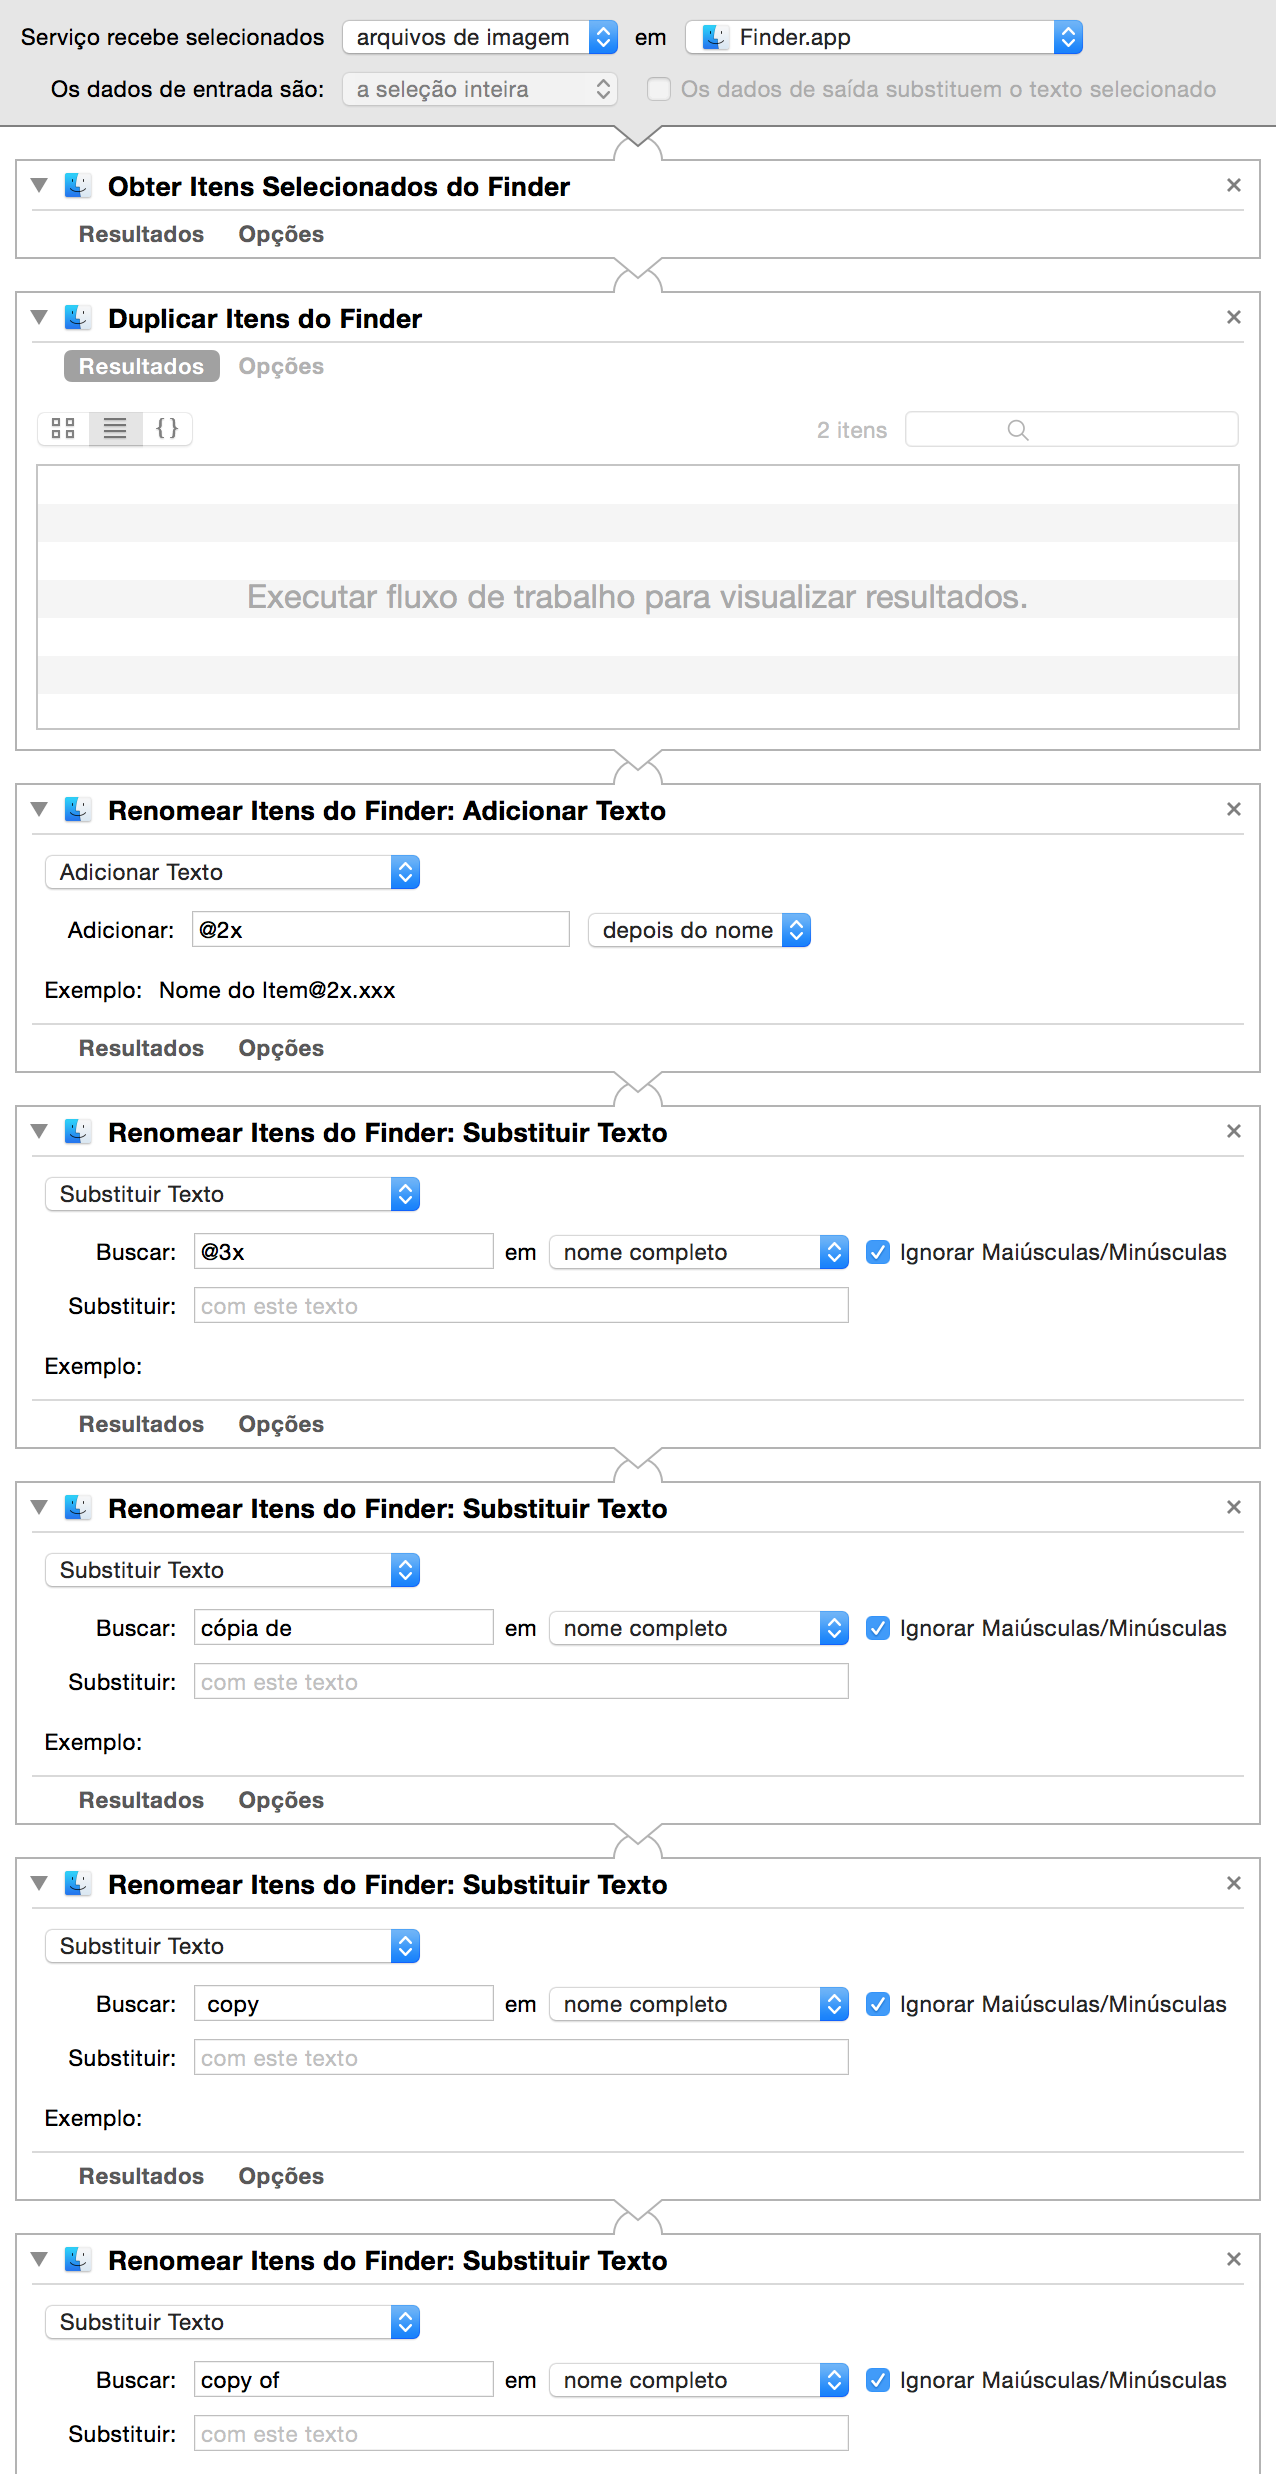 Serviço recebe selecionados arquivos de imagem em Finder.app
Os dados de entrada são: a seleção inteira Os dados de saída substituem o texto selecionado
Obter Itens Selecionados do Finder
Resultados Opções
Duplicar Itens do Finder
Resultados Opções
{} 2 itens
Executar fluxo de trabalho para visualizar resultados.
Renomear Itens do Finder: Adicionar Texto
Adicionar Texto
Adicionar: @2x depois do nome
Exemplo: Nome do Item@2x.xxx
Resultados Opções
Renomear Itens do Finder: Substituir Texto
Substituir Texto
Buscar: @3x em nome completo Ignorar Maiúsculas/Minúsculas
Substituir: com este texto
Exemplo:
Resultados Opções
Renomear Itens do Finder: Substituir Texto
Substituir Texto
Buscar: cópia de em nome completo Ignorar Maiúsculas/Minúsculas
Substituir: com este texto
Exemplo:
Resultados Opções
Renomear Itens do Finder: Substituir Texto
Substituir Texto
Buscar: copy em nome completo Ignorar Maiúsculas/Minúsculas
Substituir: com este texto
Exemplo:
Resultados Opções
Renomear Itens do Finder: Substituir Texto
Substituir Texto
Buscar: copy of em nome completo Ignorar Maiúsculas/Minúsculas
Substituir: com este texto